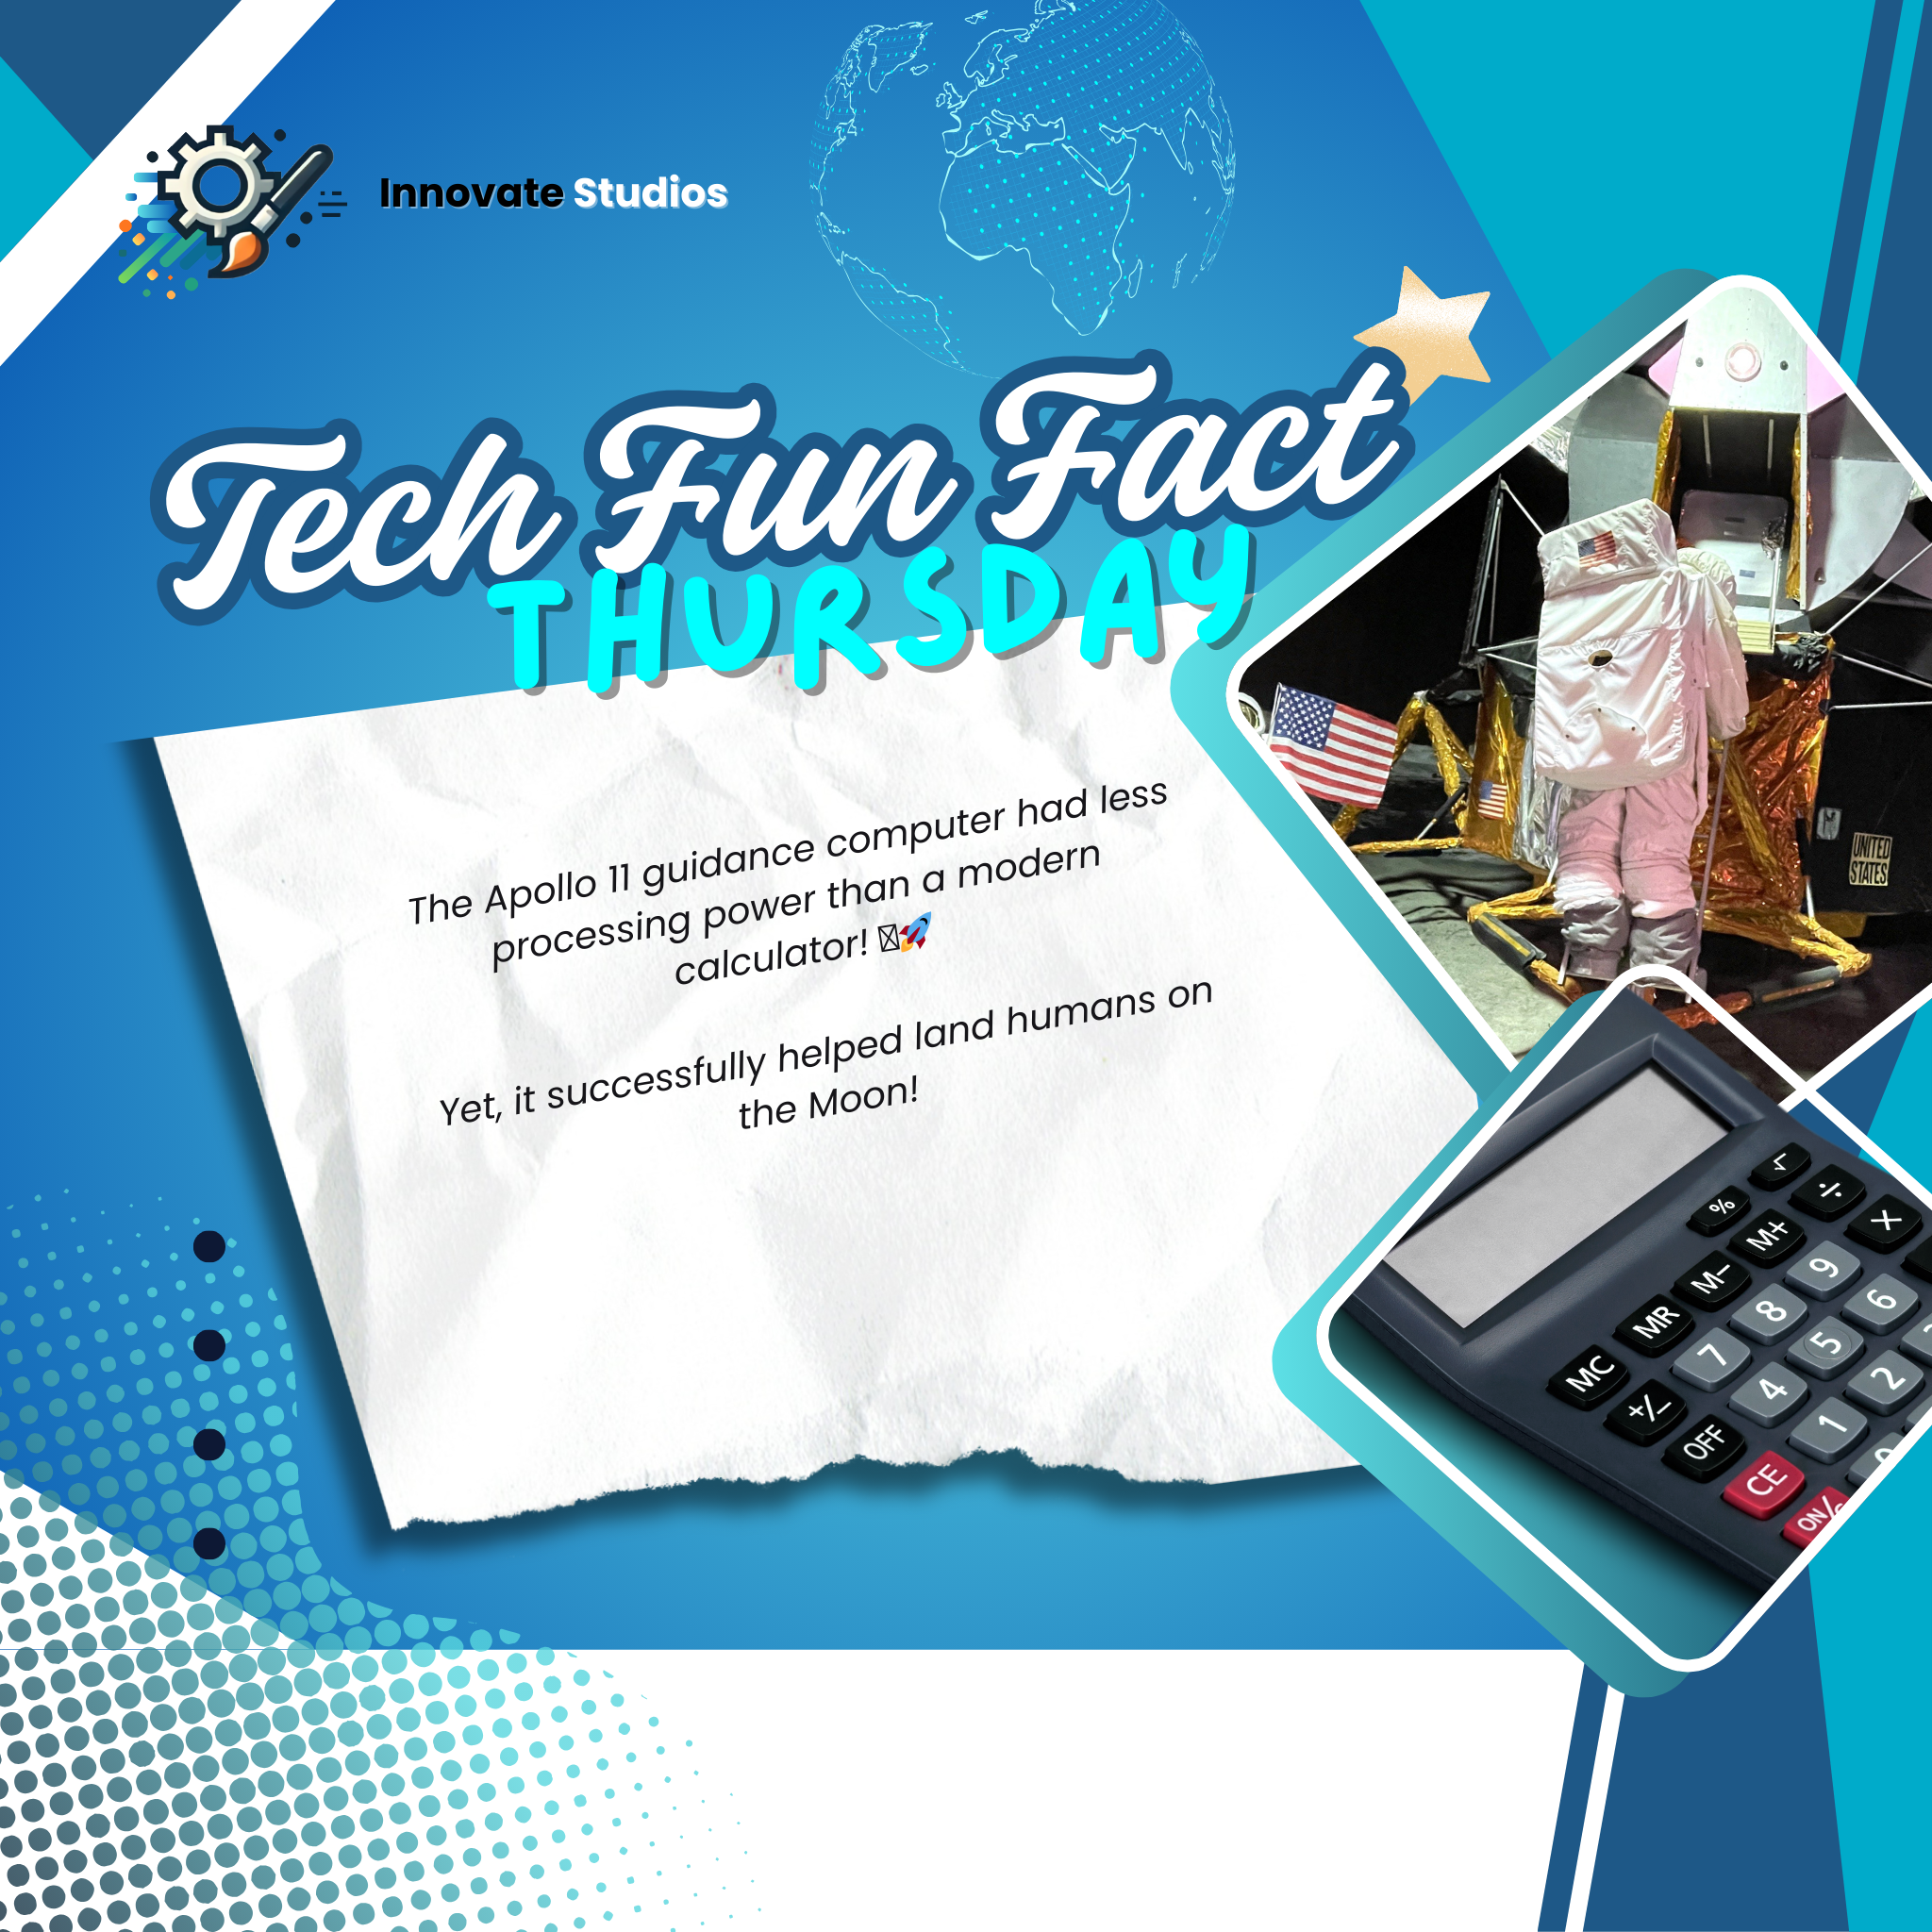 Innovate Studios
Tech Fun Fact
THURSDAY
The Apollo 11 guidance computer had less
processing power than a modern
calculator! 🚀
Yet, it successfully helped land humans on
the Moon!
UNITED
STATES
√
% ÷
M+ ×
M− 9
MR 8 6
MC 7 5
+/− 4 2
OFF 1
CE
ON/